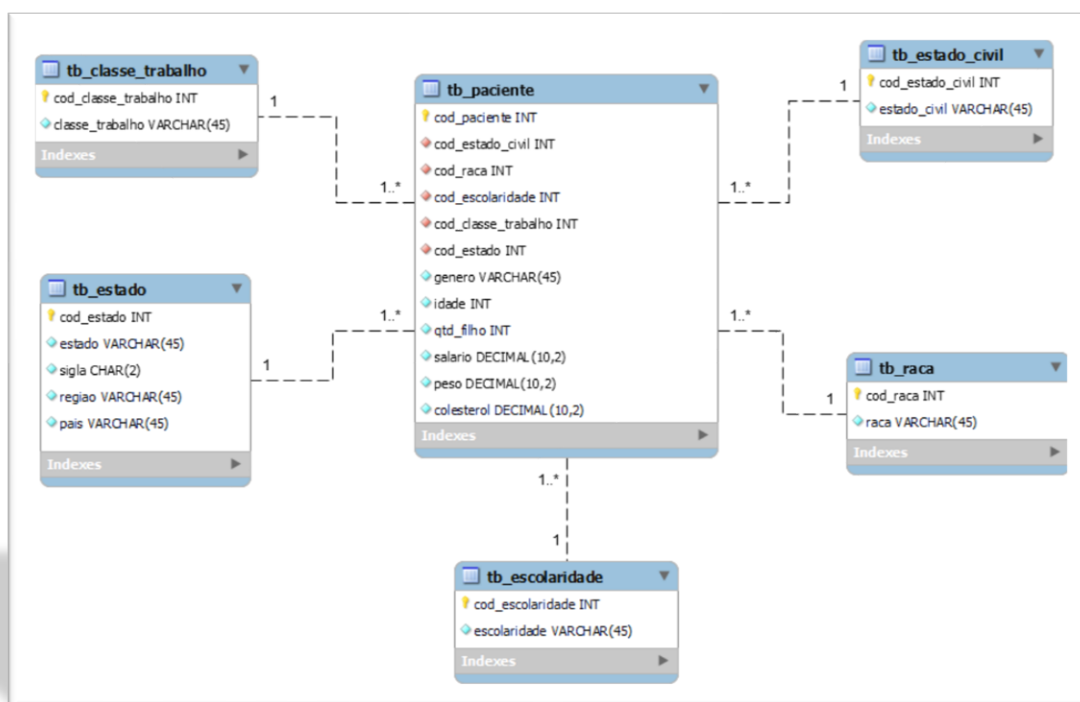 tb_classe_trabalho
cod_classe_trabalho INT
classe_trabalho VARCHAR(45)
Indexes
1
1..*
tb_estado
cod_estado INT
estado VARCHAR(45)
sigla CHAR(2)
regiao VARCHAR(45)
pais VARCHAR(45)
Indexes
1
1..*
tb_paciente
cod_paciente INT
cod_estado_civil INT
cod_raca INT
cod_escolaridade INT
cod_classe_trabalho INT
cod_estado INT
genero VARCHAR(45)
idade INT
qtd_filho INT
salario DECIMAL(10,2)
peso DECIMAL(10,2)
colesterol DECIMAL(10,2)
Indexes
1..*
1
tb_escolaridade
cod_escolaridade INT
escolaridade VARCHAR(45)
Indexes
1..*
1
tb_estado_civil
cod_estado_civil INT
estado_civil VARCHAR(45)
Indexes
1..*
1
tb_raca
cod_raca INT
raca VARCHAR(45)
Indexes